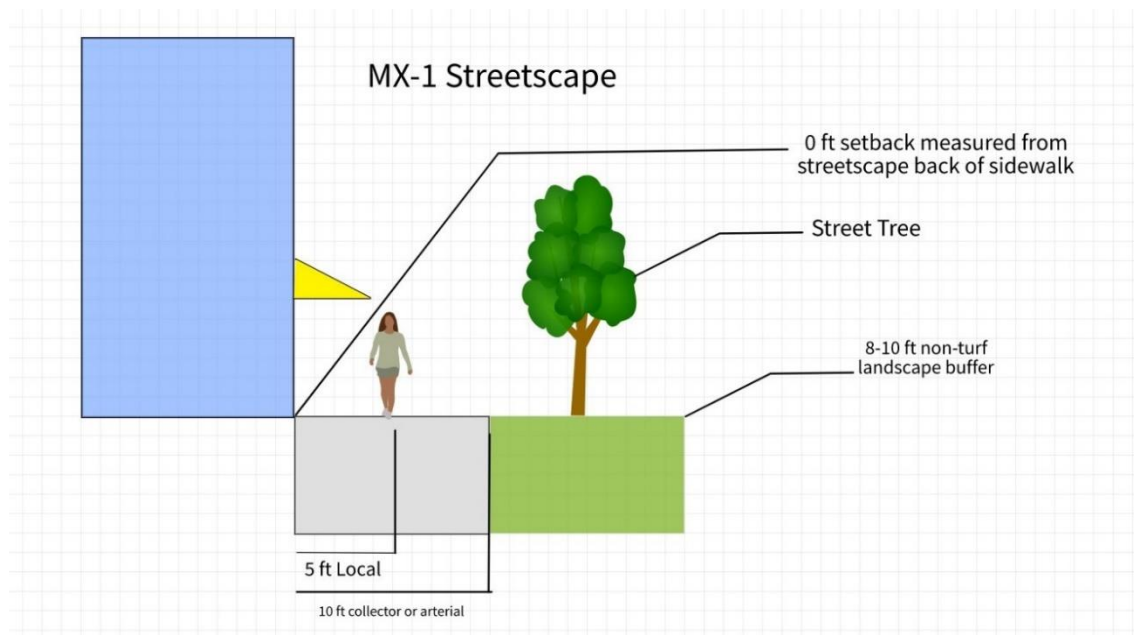 MX-1 Streetscape
0 ft setback measured from
streetscape back of sidewalk
Street Tree
8-10 ft non-turf
landscape buffer
5 ft Local
10 ft collector or arterial